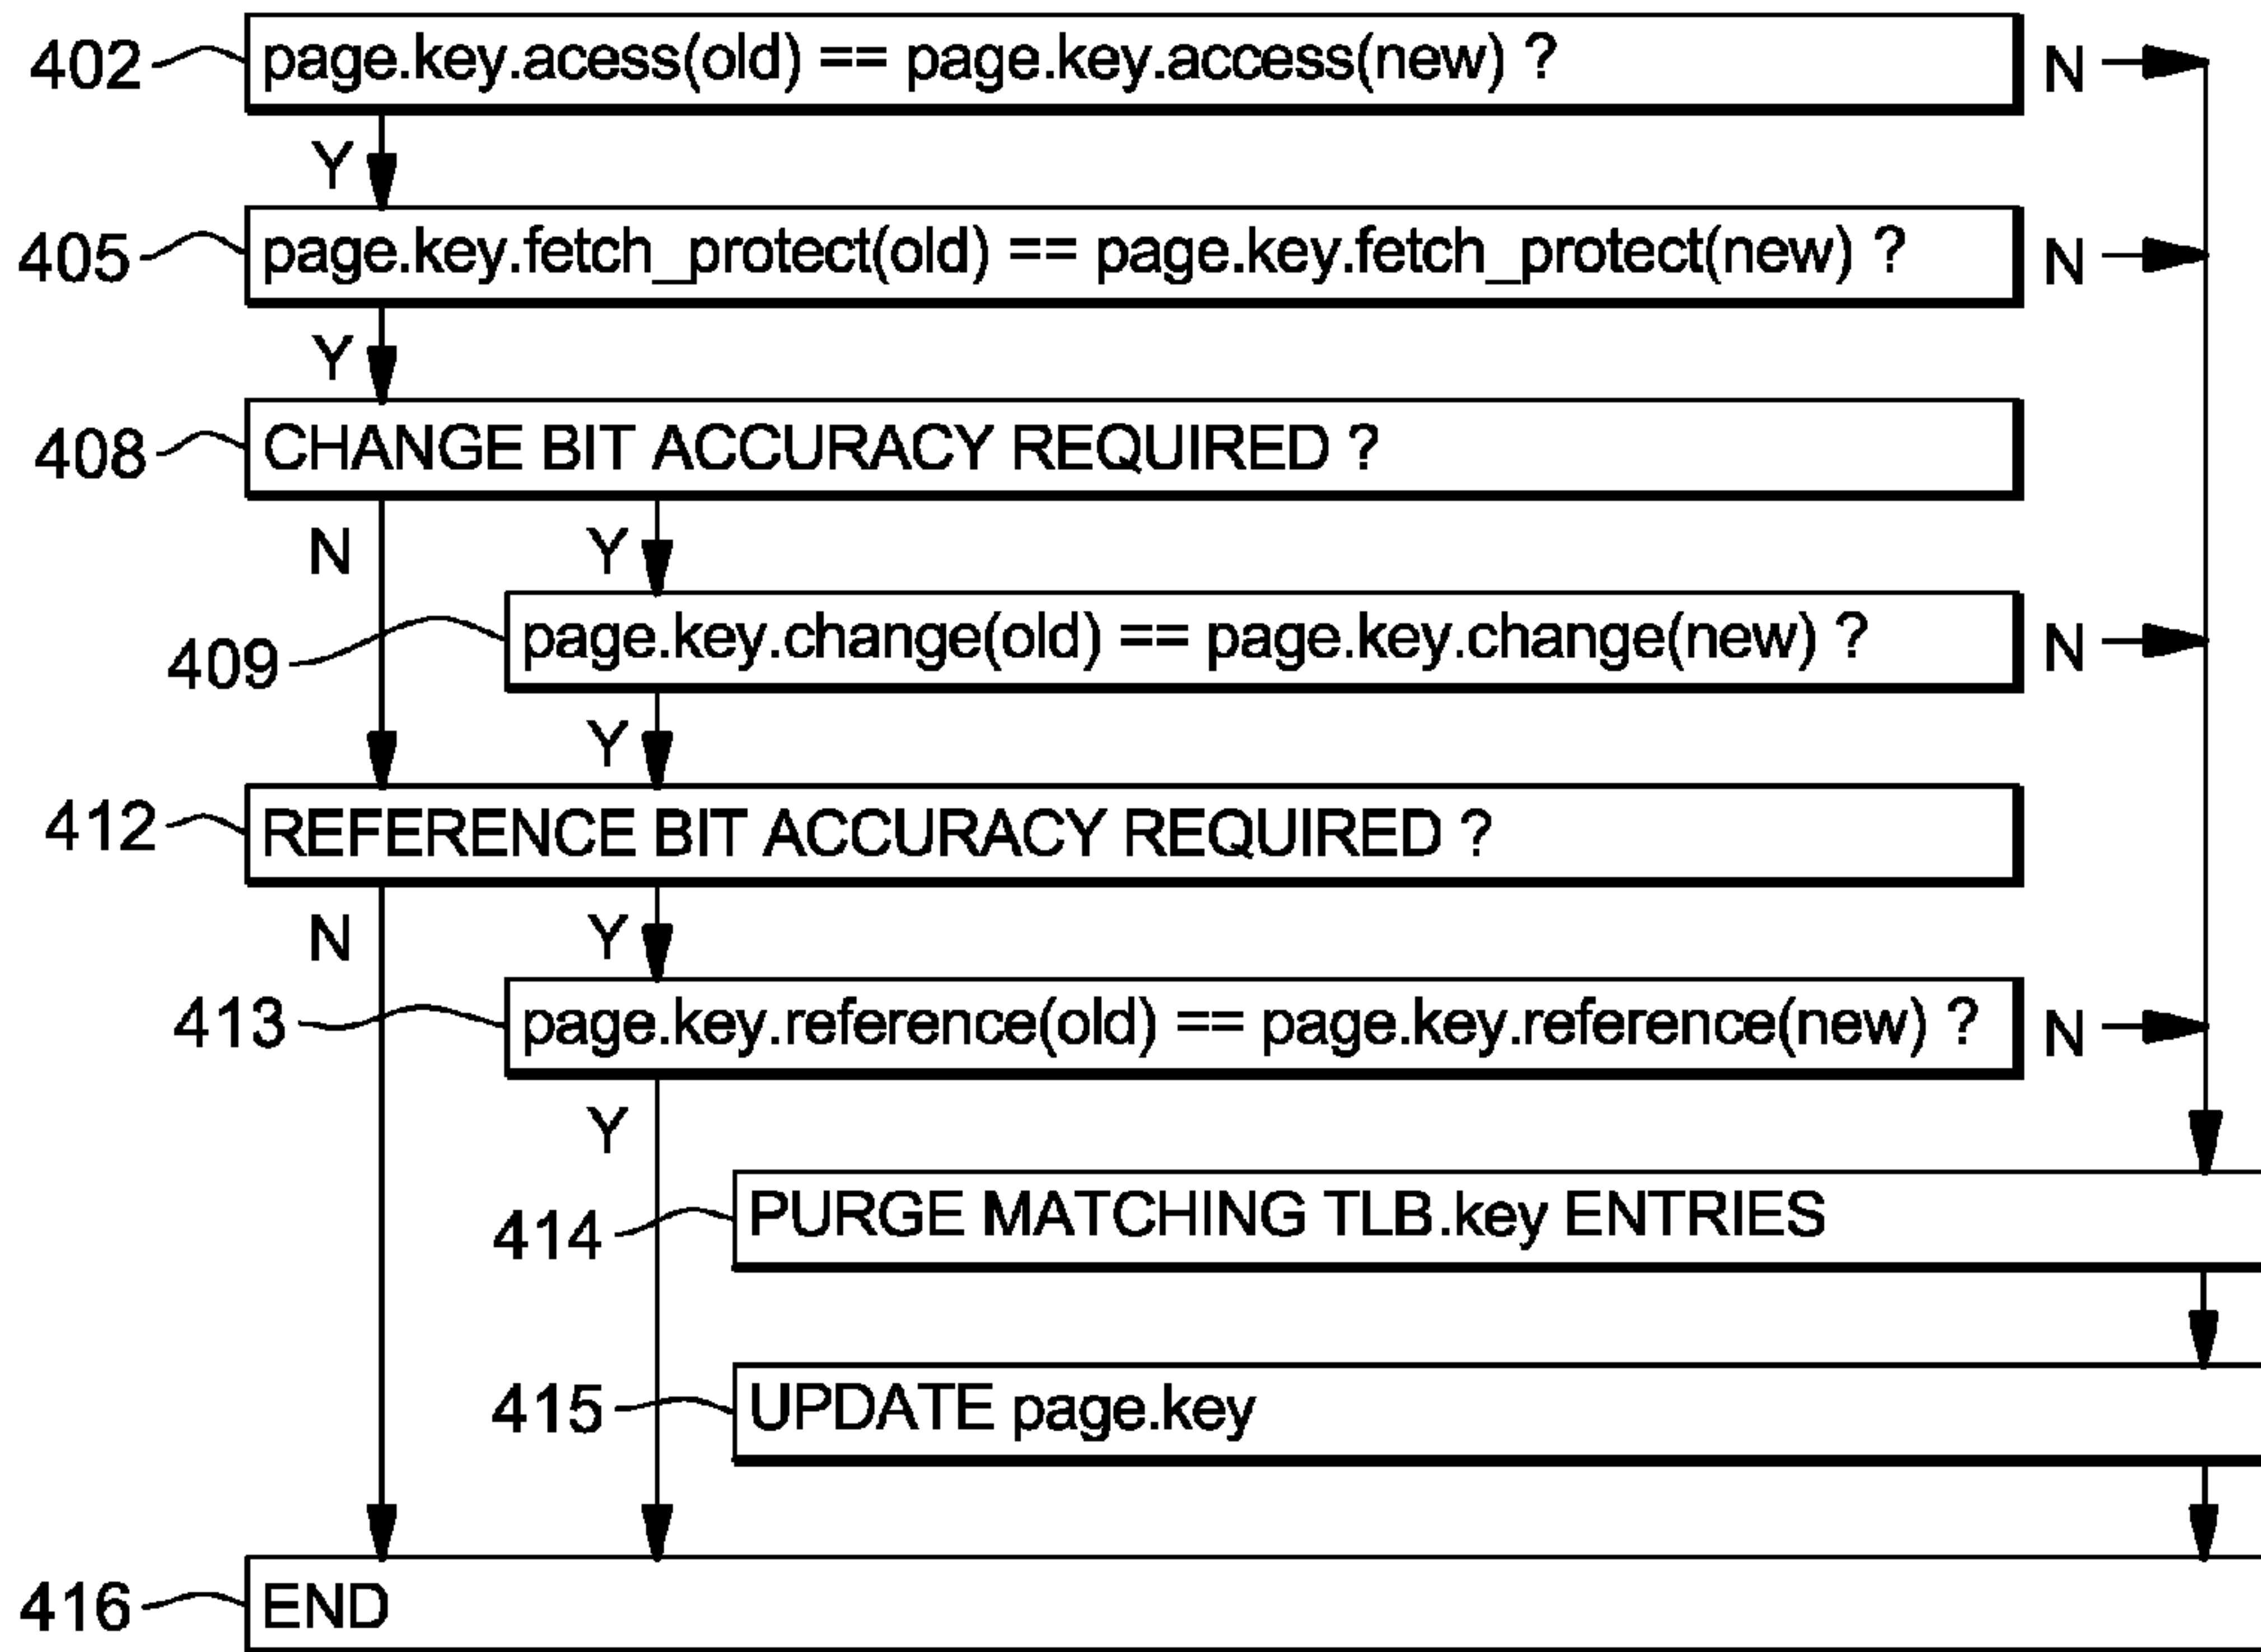 402 page.key.acess(old) == page.key.access(new) ? N
Y
405 page.key.fetch_protect(old) == page.key.fetch_protect(new) ? N
Y
408 CHANGE BIT ACCURACY REQUIRED ?
N Y
409 page.key.change(old) == page.key.change(new) ? N
Y
412 REFERENCE BIT ACCURACY REQUIRED ?
N Y
413 page.key.reference(old) == page.key.reference(new) ? N
Y
414 PURGE MATCHING TLB.key ENTRIES
415 UPDATE page.key
416 END